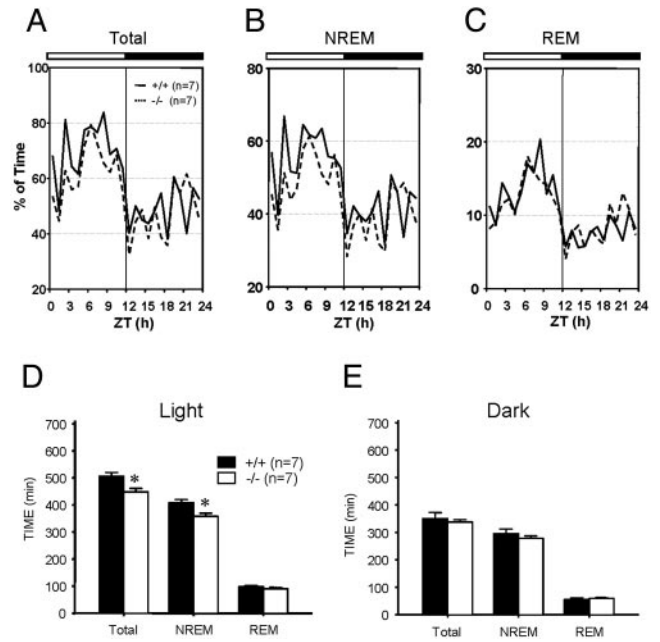 A B C
Total NREM REM
+/+ (n=7)
-/- (n=7)
% of Time
100
80
60
40
20
0 3 6 9 12 15 18 21 24
ZT (h)
80
60
40
20
0 3 6 9 12 15 18 21 24
ZT (h)
30
20
10
0
0 3 6 9 12 15 18 21 24
ZT (h)
D
Light
TIME (min)
700
600
500
400
300
200
100
0
* *
+/+ (n=7)
-/- (n=7)
Total NREM REM
E
Dark
TIME (min)
700
600
500
400
300
200
100
0
Total NREM REM